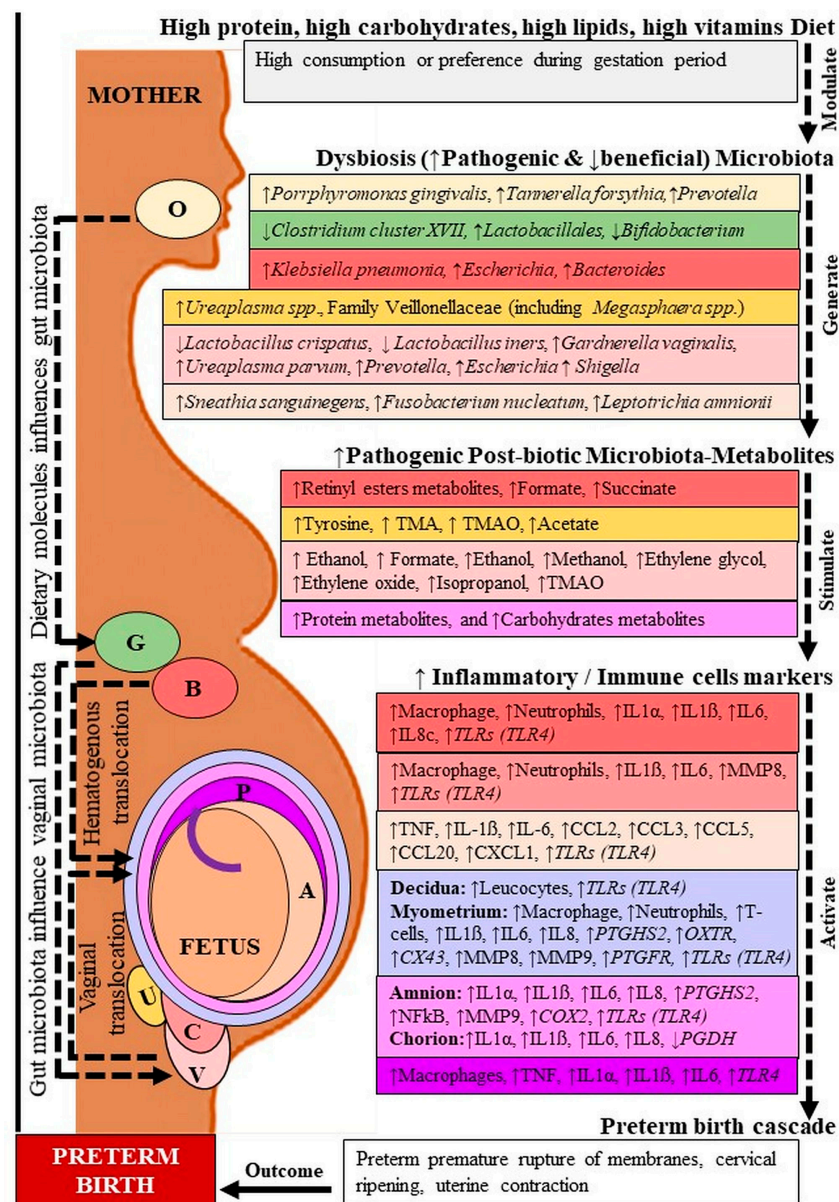 High protein, high carbohydrates, high lipids, high vitamins Diet
High consumption or preference during gestation period
Modulate
MOTHER
Dysbiosis (↑Pathogenic & ↓beneficial) Microbiota
O
↑Porrphyromonas gingivalis, ↑Tannerella forsythia,↑Prevotella
↓Clostridium cluster XVII, ↑Lactobacillales, ↓Bifidobacterium
↑Klebsiella pneumonia, ↑Escherichia, ↑Bacteroides
↑Ureaplasma spp., Family Veillonellaceae (including Megasphaera spp.)
↓Lactobacillus crispatus, ↓Lactobacillus iners, ↑Gardnerella vaginalis,
↑Ureaplasma parvum, ↑Prevotella, ↑Escherichia ↑ Shigella
↑Sneathia sanguinegens, ↑Fusobacterium nucleatum, ↑Leptotrichia amnionii
Generate
Dietary molecules influences gut microbiota
↑Pathogenic Post-biotic Microbiota-Metabolites
↑Retinyl esters metabolites, ↑Formate, ↑Succinate
↑Tyrosine, ↑ TMA, ↑ TMAO, ↑Acetate
↑ Ethanol, ↑ Formate, ↑Ethanol, ↑Methanol, ↑Ethylene glycol,
↑Ethylene oxide, ↑Isopropanol, ↑TMAO
↑Protein metabolites, and ↑Carbohydrates metabolites
Stimulate
G
B
↑ Inflammatory / Immune cells markers
↑Macrophage, ↑Neutrophils, ↑IL1α, ↑IL1ß, ↑IL6,
↑IL8c, ↑TLRs (TLR4)
↑Macrophage, ↑Neutrophils, ↑IL1ß, ↑IL6, ↑MMP8,
↑TLRs (TLR4)
↑TNF, ↑IL-1ß, ↑IL-6, ↑CCL2, ↑CCL3, ↑CCL5,
↑CCL20, ↑CXCL1, ↑TLRs (TLR4)
Decidua: ↑Leucocytes, ↑TLRs (TLR4)
Myometrium: ↑Macrophage, ↑Neutrophils, ↑T-
cells, ↑IL1ß, ↑IL6, ↑IL8, ↑PTGHS2, ↑OXTR,
↑CX43, ↑MMP8, ↑MMP9, ↑PTGFR, ↑TLRs (TLR4)
Amnion: ↑IL1α, ↑IL1ß, ↑IL6, ↑IL8, ↑PTGHS2,
↑NFkB, ↑MMP9, ↑COX2, ↑TLRs (TLR4)
Chorion:↑IL1α, ↑IL1ß, ↑IL6, ↑IL8, ↓PGDH
↑Macrophages, ↑TNF, ↑IL1α, ↑IL1ß, ↑IL6, ↑TLR4
Activate
Gut microbiota influence vaginal microbiota
Hematogenous
translocation
Vaginal
translocation
P
A
FETUS
U
C
V
Preterm birth cascade
PRETERM
BIRTH
Outcome
Preterm premature rupture of membranes, cervical
ripening, uterine contraction